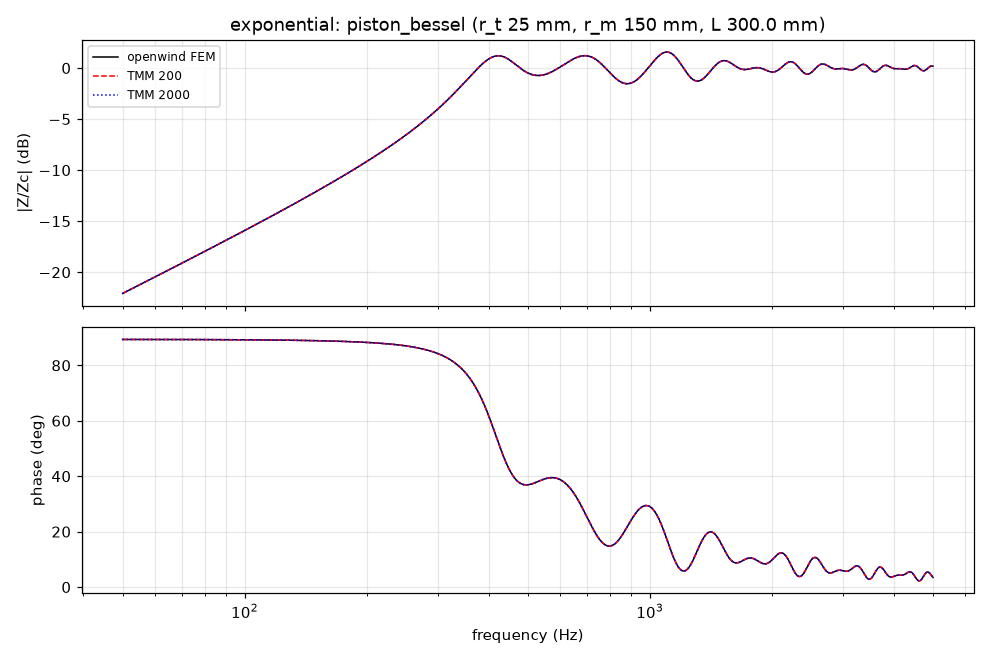 exponential: piston_bessel (r_t 25 mm, r_m 150 mm, L 300.0 mm)
openwind FEM
TMM 200
TMM 2000
|Z/Zc| (dB)
0
−5
−10
−15
−20
phase (deg)
80
60
40
20
0
10² 10³
frequency (Hz)